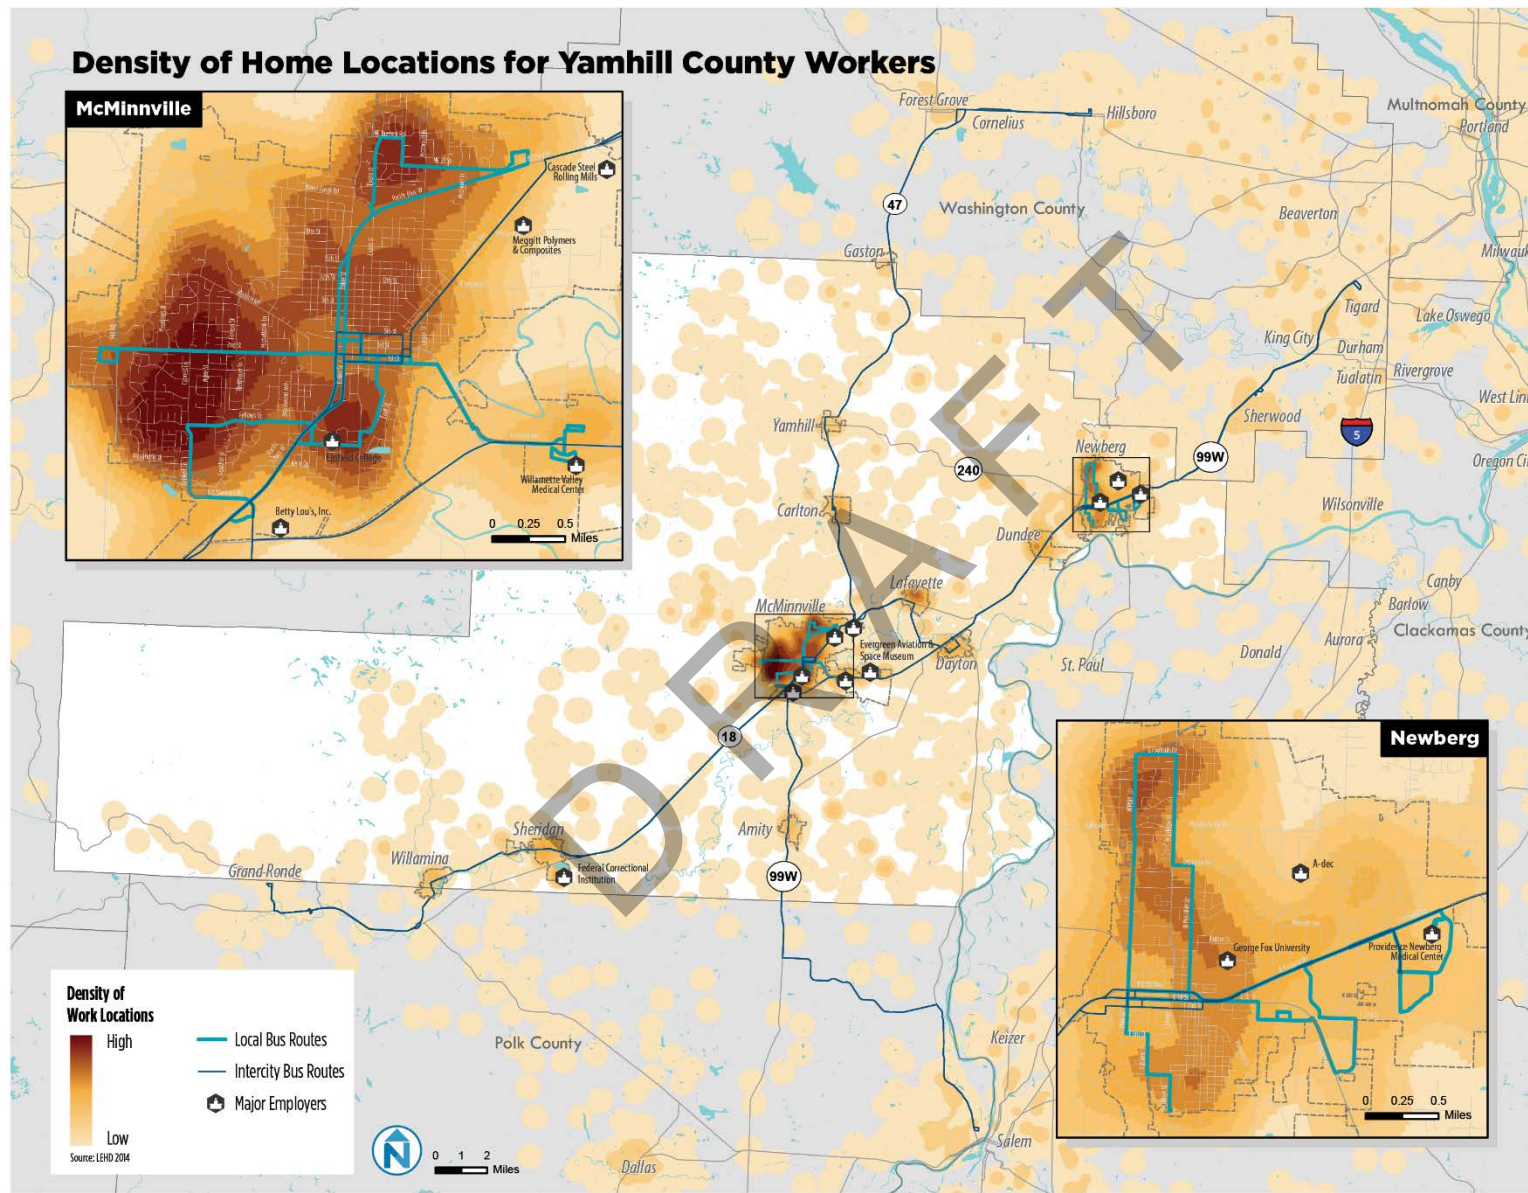 Density of Home Locations for Yamhill County Workers
McMinnville
Cascade Steel
Rolling Mills
Meggitt Polymers
& Composites
Linfield College
Willamette Valley
Medical Center
Betty Lou's, Inc.
0 0.25 0.5
Miles
Forest Grove
Cornelius
Hillsboro
Multnomah County
Portland
47
Washington County
Beaverton
Gaston
Milwauk
Tigard
Lake Oswego
King City
Durham
Tualatin
Rivergrove
West Linn
Sherwood
5
Yamhill
Newberg
240
99W
Oregon Cit
Carlton
Wilsonville
Dundee
Lafayette
McMinnville
Canby
Barlow
Clackamas County
Aurora
Donald
Evergreen Aviation &
Space Museum
Dayton
St. Paul
18
DRAFT
Newberg
A-dec
George Fox University
Providence Newberg
Medical Center
0 0.25 0.5
Miles
Sheridan
Amity
Willamina
Grand Ronde
Federal Correctional
Institution
99W
Density of
Work Locations
High
Low
Source: LEHD 2014
Local Bus Routes
Intercity Bus Routes
Major Employers
Polk County
Keizer
Salem
Dallas
N
0 1 2
Miles